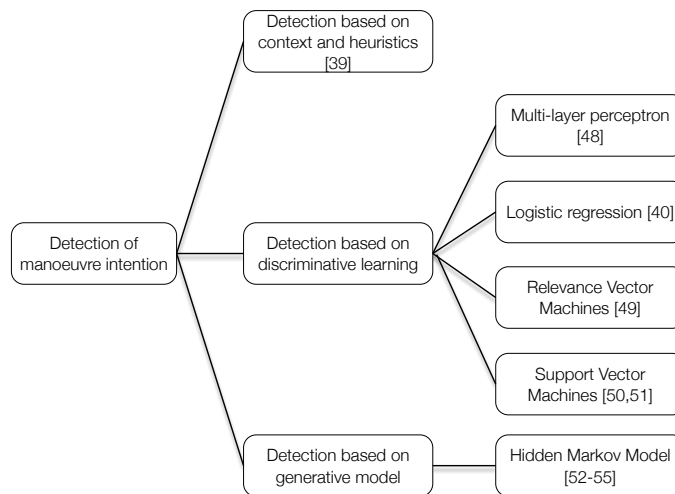 Detection based on
context and heuristics
[39]
Multi-layer perceptron
[48]
Logistic regression [40]
Detection of
manoeuvre intention
Detection based on
discriminative learning
Relevance Vector
Machines [49]
Support Vector
Machines [50,51]
Detection based on
generative model
Hidden Markov Model
[52-55]